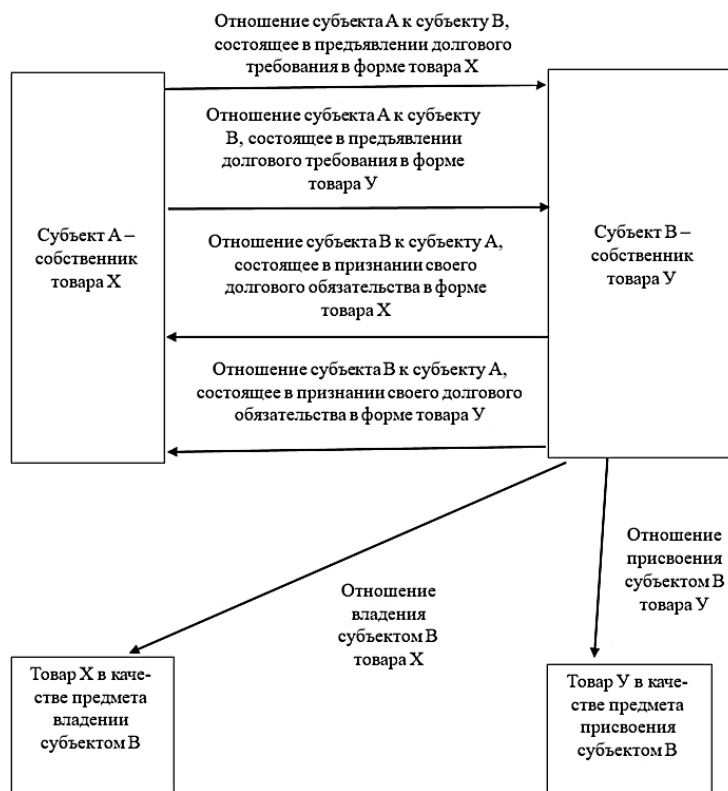 Отношение субъекта А к субъекту В,
состоящее в предъявлении долгового
требования в форме товара Х
Отношение субъекта А к субъекту
В, состоящее в предъявлении
долгового требования в форме
товара У
Субъект А –
собственник
товара Х
Отношение субъекта В к субъекту А,
состоящее в признании своего
долгового обязательства в форме
товара Х
Субъект В –
собственник
товара У
Отношение субъекта В к субъекту А,
состоящее в признании своего долгового
обязательства в форме товара У
Отношение
присвоения
субъектом В
товара У
Отношение
владения
субъектом В
товара Х
Товар Х в каче-
стве предмета
владении
субъектом В
Товар У в каче-
стве предмета
присвоения
субъектом В